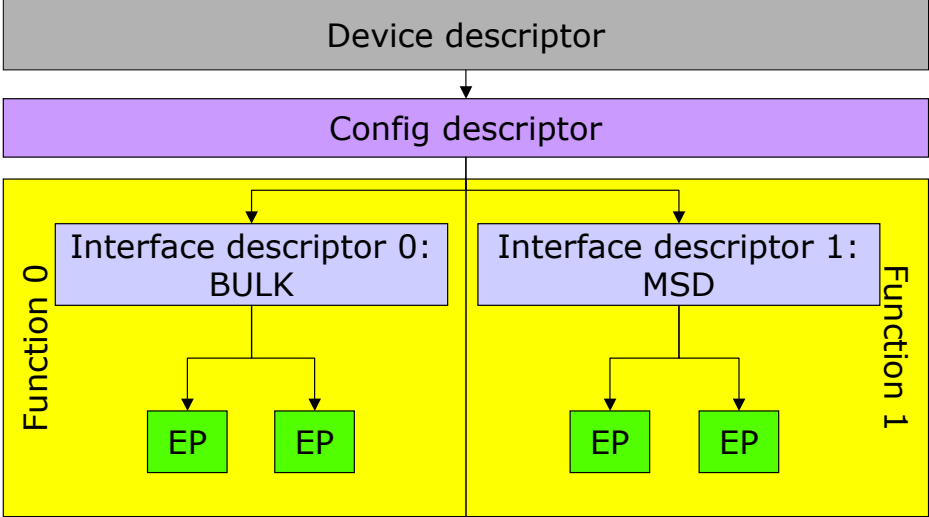 Device descriptor
Config descriptor
Function 0
Interface descriptor 0:
BULK
EP
EP
Interface descriptor 1:
MSD
EP
EP
Function 1